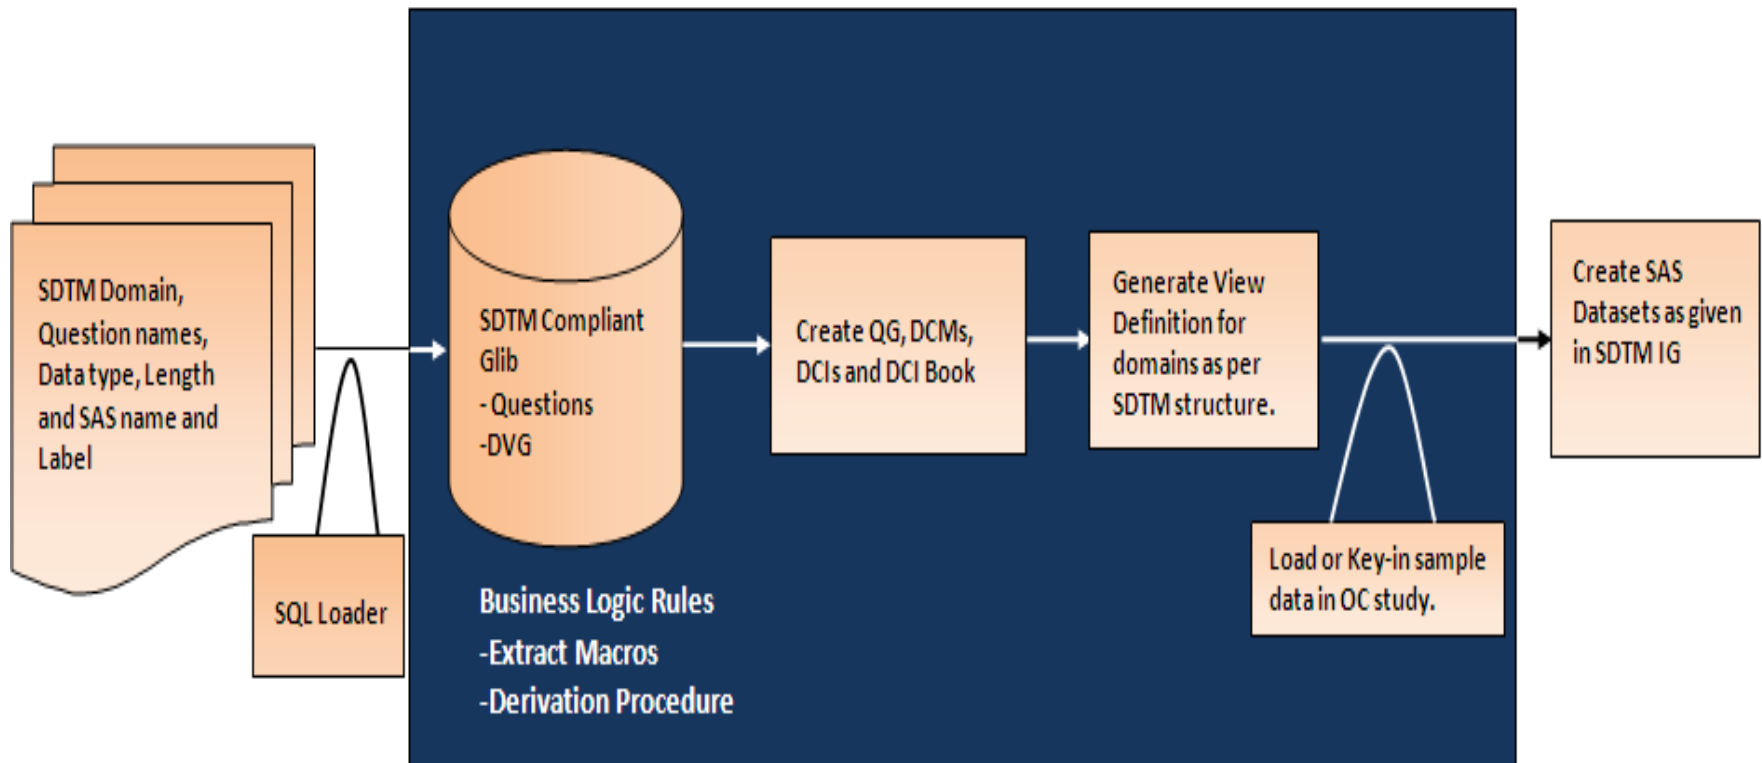 SDTM Domain,
Question names,
Data type, Length
and SAS name and
Label
SQL Loader
SDTM Compliant
Glib
- Questions
-DVG
Business Logic Rules
-Extract Macros
-Derivation Procedure
Create QG, DCMs,
DCIs and DCI Book
Generate View
Definition for
domains as per
SDTM structure.
Load or Key-in sample
data in OC study.
Create SAS
Datasets as given
in SDTM IG